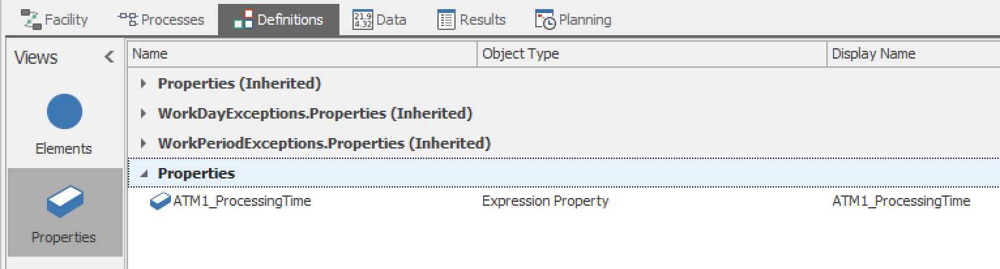 Facility Processes Definitions 21.9 4.32 Data Results Planning
Views Name Object Type Display Name
Properties (Inherited)
WorkDayExceptions.Properties (Inherited)
WorkPeriodExceptions.Properties (Inherited)
Elements
Properties
ATM1_ProcessingTime Expression Property ATM1_ProcessingTime
Properties